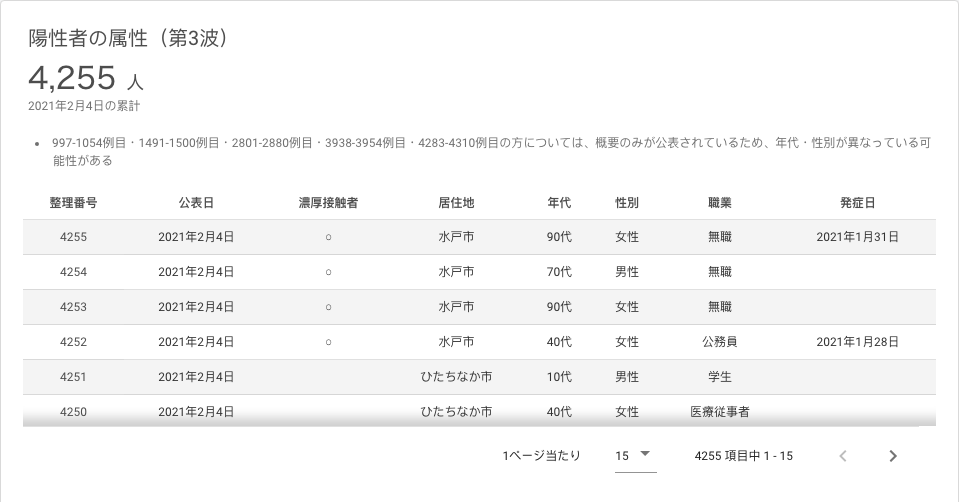 陽性者の属性（第3波）
4,255 人
2021年2月4日の累計
• 997-1054例目・1491-1500例目・2801-2880例目・3938-3954例目・4283-4310例目の方については、概要のみが公表されているため、年代・性別が異なっている可
能性がある
整理番号 公表日 濃厚接触者 居住地 年代 性別 職業 発症日
4255 2021年2月4日 ○ 水戸市 90代 女性 無職 2021年1月31日
4254 2021年2月4日 ○ 水戸市 70代 男性 無職
4253 2021年2月4日 ○ 水戸市 90代 女性 無職
4252 2021年2月4日 ○ 水戸市 40代 女性 公務員 2021年1月28日
4251 2021年2月4日 ひたちなか市 10代 男性 学生
4250 2021年2月4日 ひたちなか市 40代 女性 医療従事者
1ページ当たり 15 4255 項目中 1 - 15